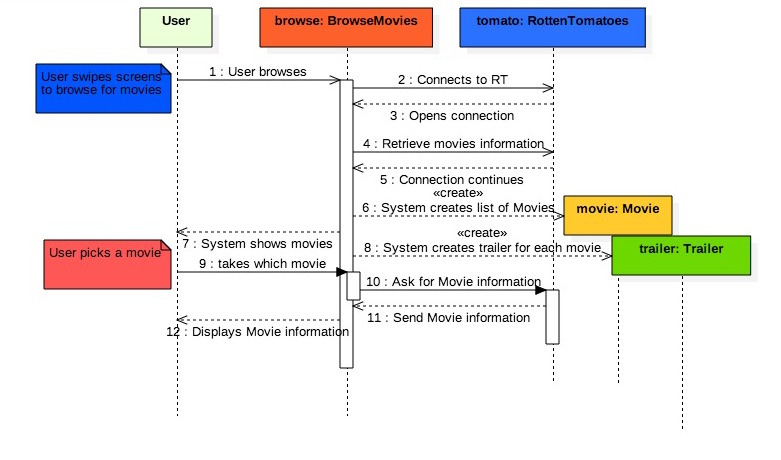 User
browse: BrowseMovies
tomato: RottenTomatoes
User swipes screens
to browse for movies
1 : User browses
2 : Connects to RT
3 : Opens connection
4 : Retrieve movies information
5 : Connection continues
«create»
6 : System creates list of Movies
movie: Movie
7 : System shows movies
«create»
8 : System creates trailer for each movie
trailer: Trailer
User picks a movie
9 : takes which movie
10 : Ask for Movie information
11 : Send Movie information
12 : Displays Movie information